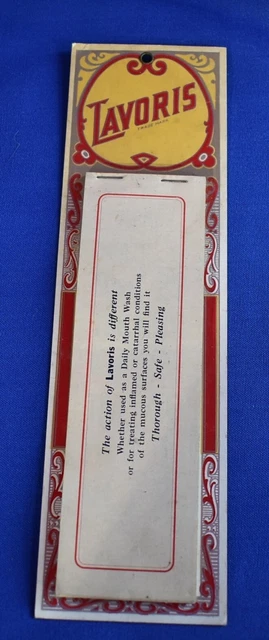 LAVORIS
TRADE MARK
The action of Lavoris is different
Whether used as a Daily Mouth Wash
or for treating inflamed or catarrhal conditions
of the mucous surfaces you will find it
Thorough - Safe - Pleasing